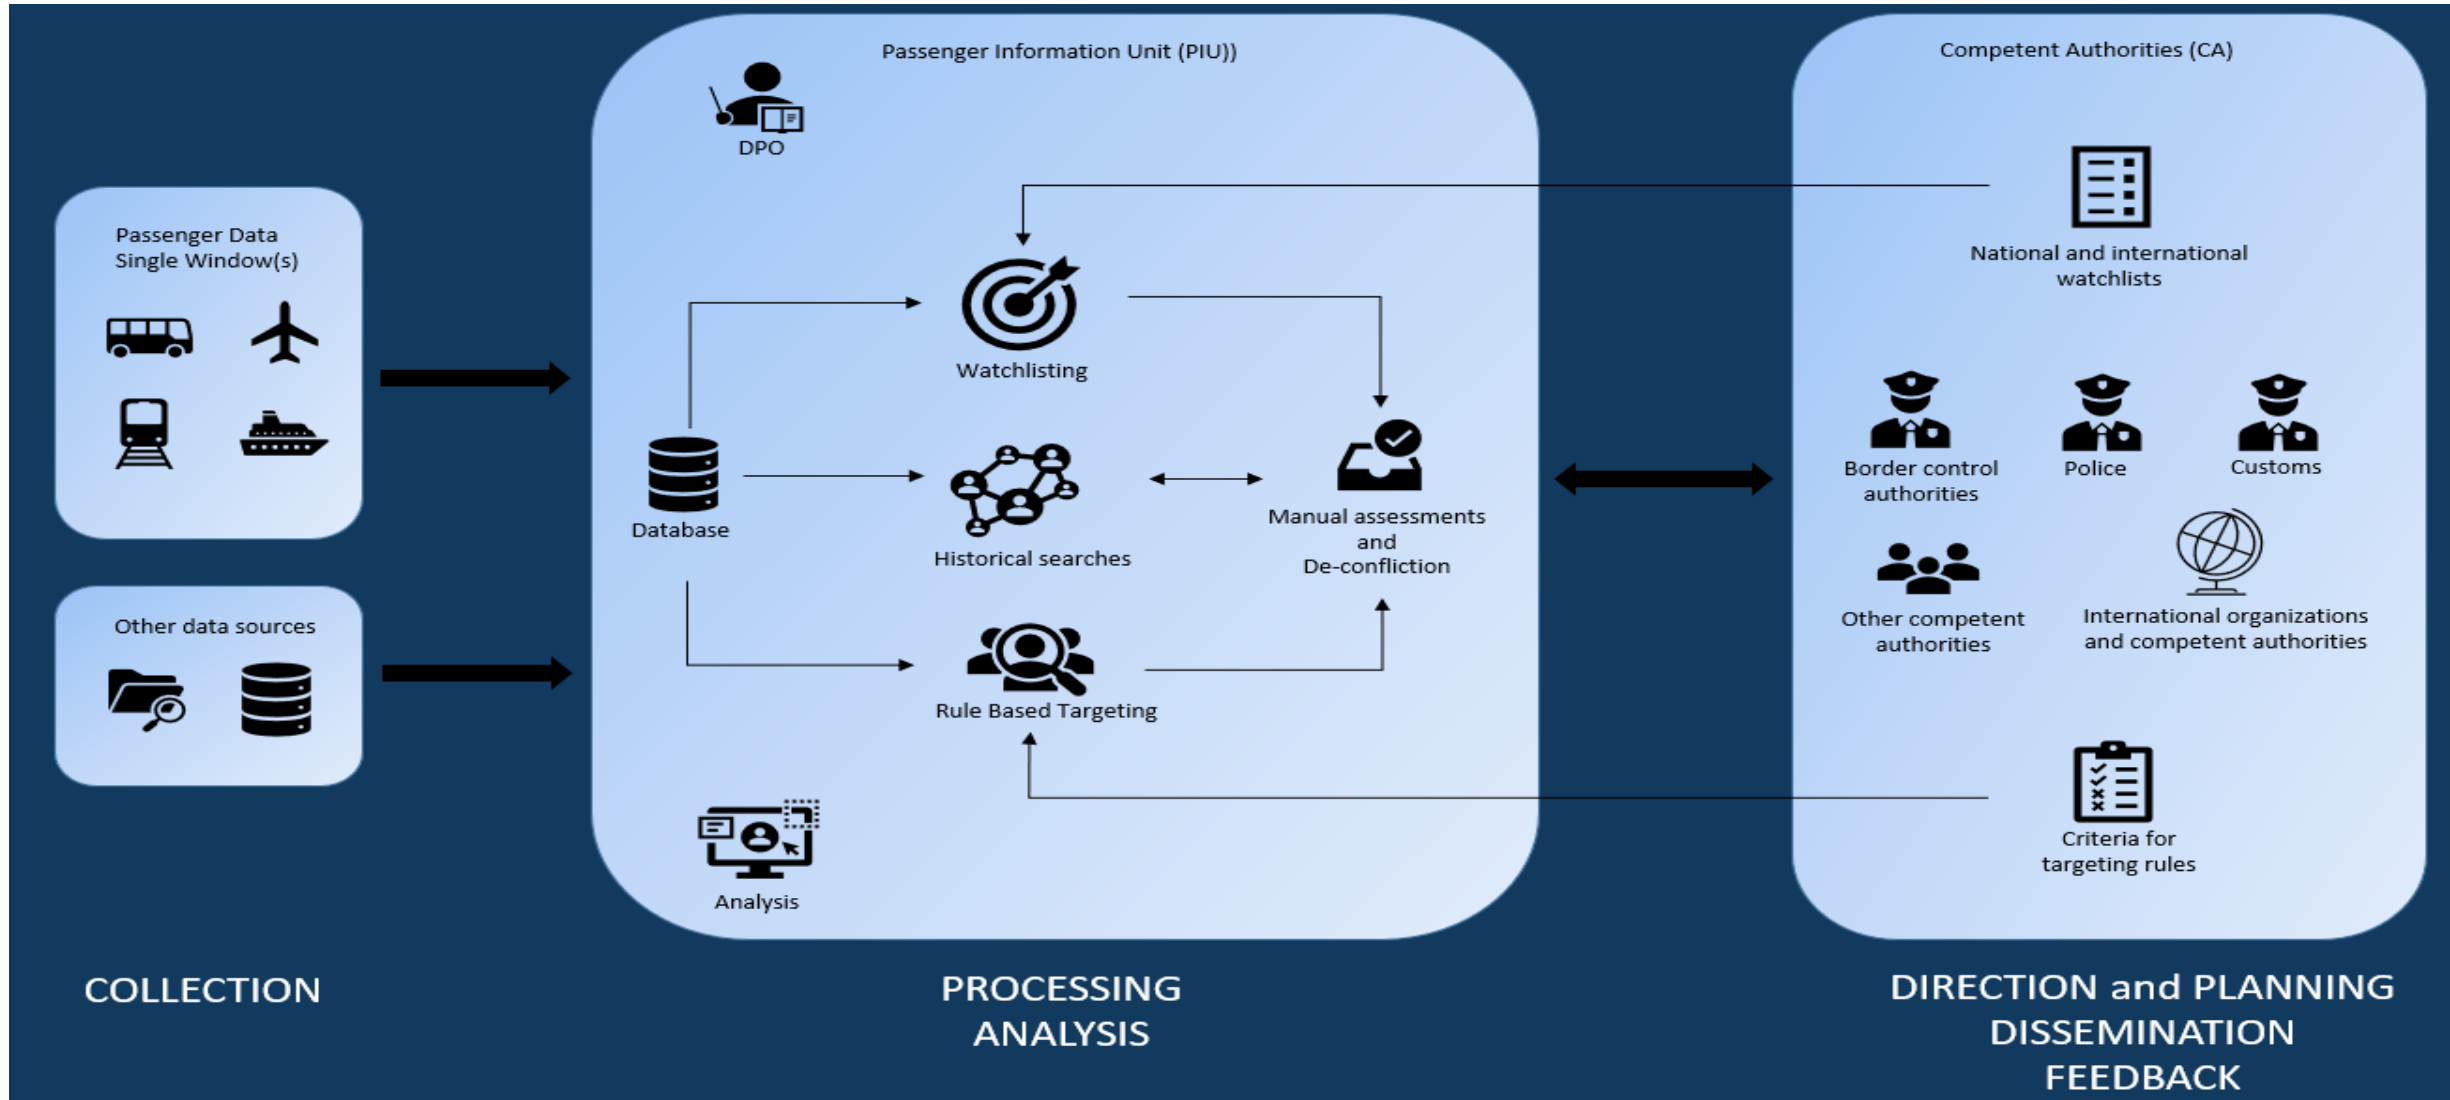 Passenger Data
Single Window(s)
Other data sources
COLLECTION
Passenger Information Unit (PIU))
DPO
Watchlisting
Database
Historical searches
Manual assessments
and
De-confliction
Rule Based Targeting
Analysis
PROCESSING
ANALYSIS
Competent Authorities (CA)
National and international
watchlists
Border control
authorities
Police
Customs
Other competent
authorities
International organizations
and competent authorities
Criteria for
targeting rules
DIRECTION and PLANNING
DISSEMINATION
FEEDBACK